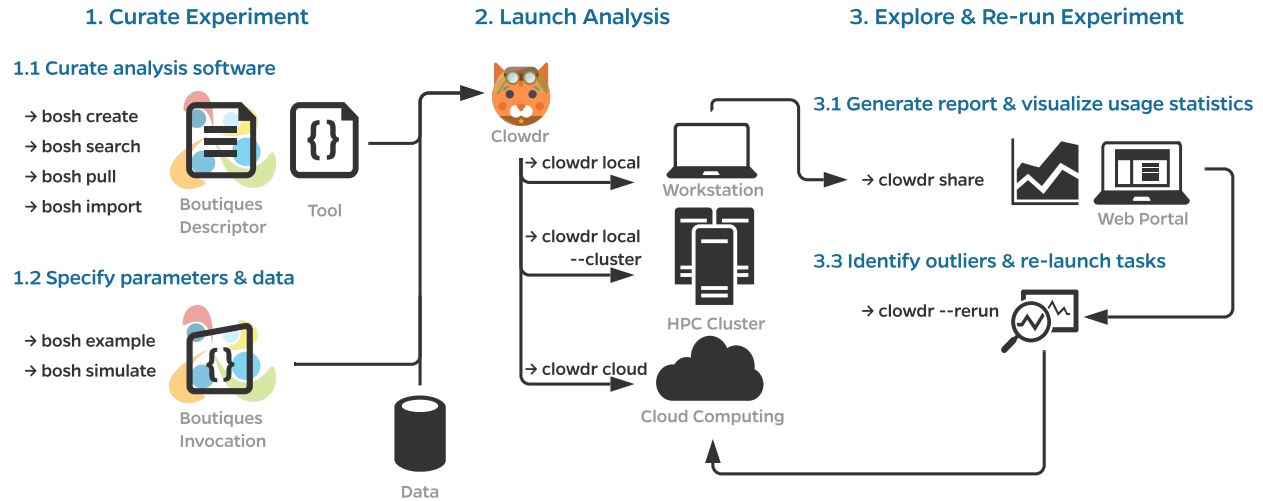 1. Curate Experiment
1.1 Curate analysis software
→ bosh create
→ bosh search
→ bosh pull
→ bosh import
Boutiques
Descriptor
Tool
1.2 Specify parameters & data
→ bosh example
→ bosh simulate
{}
Boutiques
Invocation
Data
2. Launch Analysis
Clowdr
→ clowdr local
Workstation
→ clowdr local
--cluster
HPC Cluster
→ clowdr cloud
Cloud Computing
3. Explore & Re-run Experiment
3.1 Generate report & visualize usage statistics
→ clowdr share
Web Portal
3.3 Identify outliers & re-launch tasks
→ clowdr --rerun